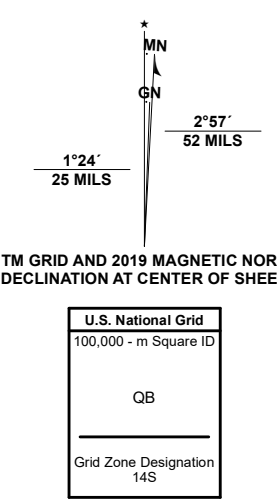 MN
GN
2°57´
52 MILS
1°24´
25 MILS
TM GRID AND 2019 MAGNETIC NOR
DECLINATION AT CENTER OF SHEE
U.S. National Grid
100,000 - m Square ID
QB
Grid Zone Designation
14S